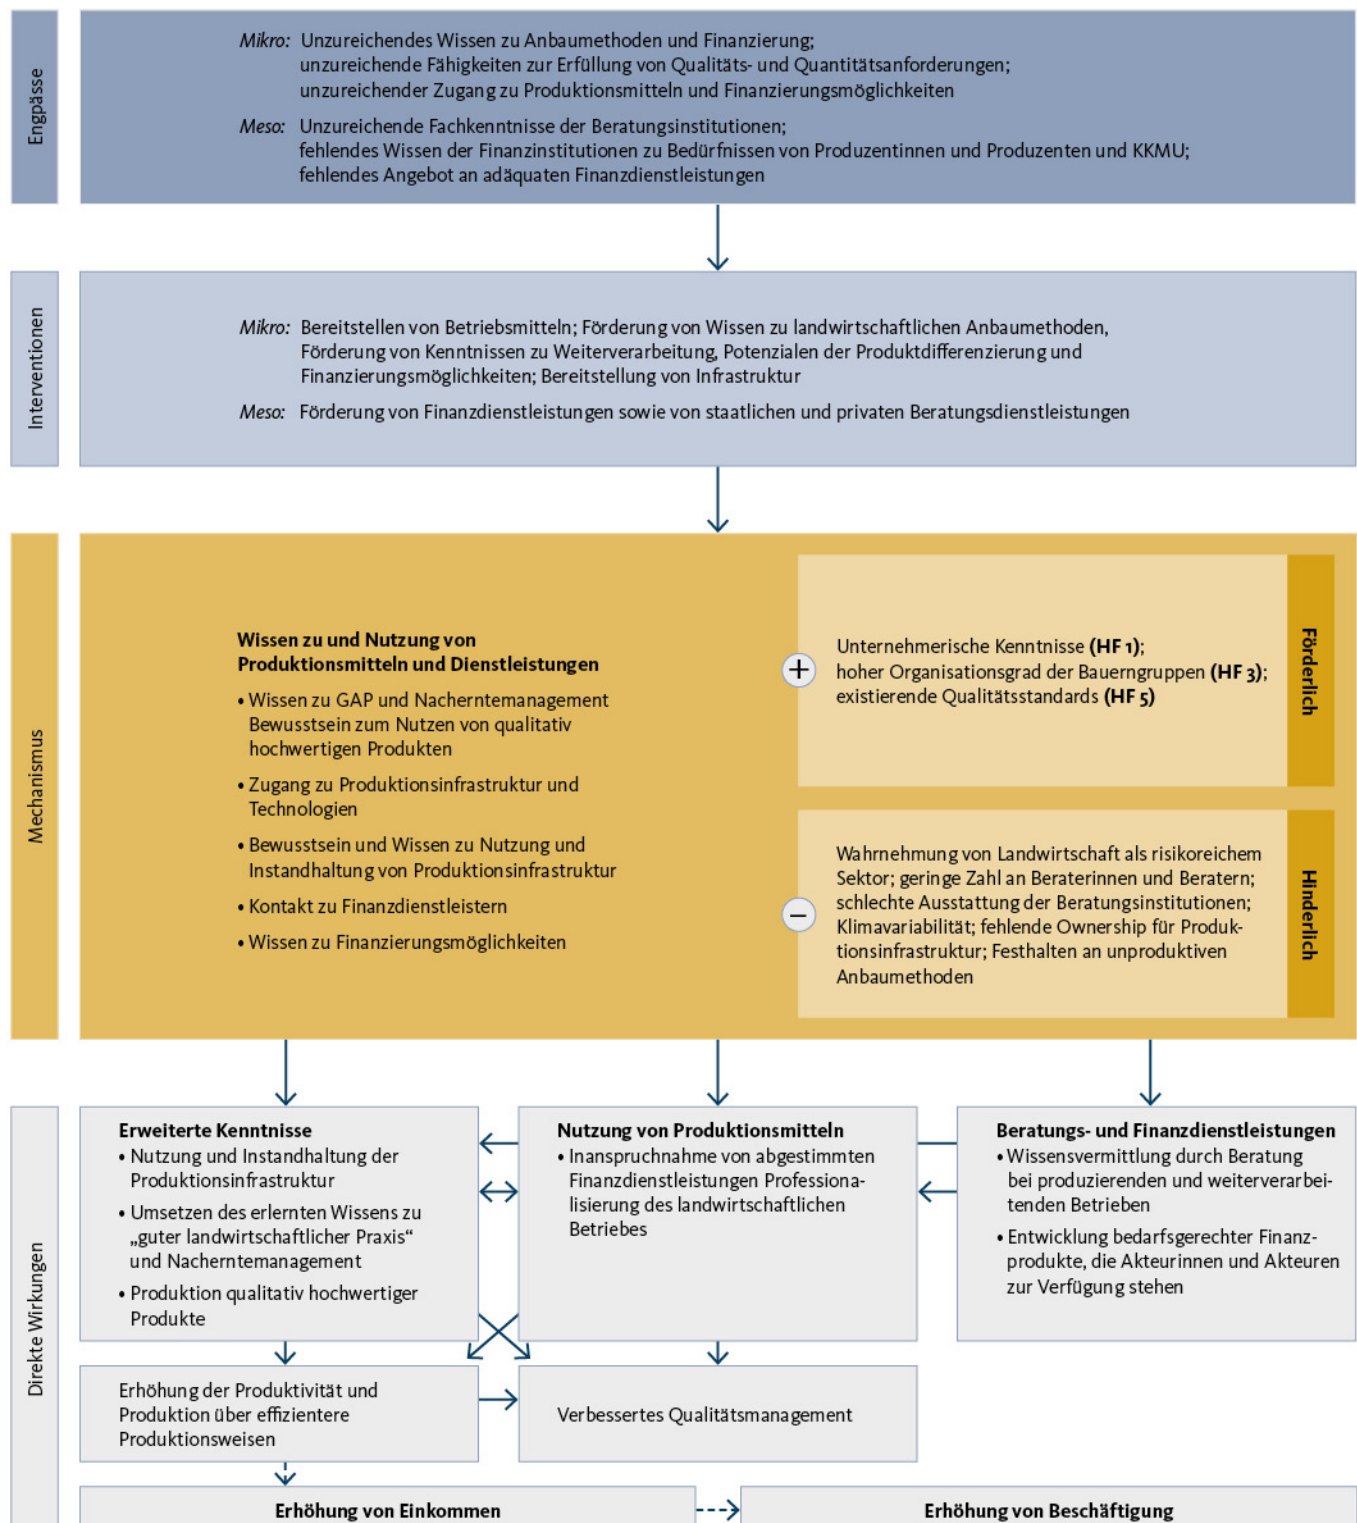 Engpässe
Mikro: Unzureichendes Wissen zu Anbaumethoden und Finanzierung;
unzureichende Fähigkeiten zur Erfüllung von Qualitäts- und Quantitätsanforderungen;
unzureichender Zugang zu Produktionsmitteln und Finanzierungsmöglichkeiten
Meso: Unzureichende Fachkenntnisse der Beratungsinstitutionen;
fehlendes Wissen der Finanzinstitutionen zu Bedürfnissen von Produzentinnen und Produzenten und KKMU;
fehlendes Angebot an adäquaten Finanzdienstleistungen
Interventionen
Mikro: Bereitstellen von Betriebsmitteln; Förderung von Wissen zu landwirtschaftlichen Anbaumethoden,
Förderung von Kenntnissen zu Weiterverarbeitung, Potenzialen der Produktdifferenzierung und
Finanzierungsmöglichkeiten; Bereitstellung von Infrastruktur
Meso: Förderung von Finanzdienstleistungen sowie von staatlichen und privaten Beratungsdienstleistungen
Mechanismus
Wissen zu und Nutzung von
Produktionsmitteln und Dienstleistungen
• Wissen zu GAP und Nacherntemanagement
Bewusstsein zum Nutzen von qualitativ
hochwertigen Produkten
• Zugang zu Produktionsinfrastruktur und
Technologien
• Bewusstsein und Wissen zu Nutzung und
Instandhaltung von Produktionsinfrastruktur
• Kontakt zu Finanzdienstleistern
• Wissen zu Finanzierungsmöglichkeiten
+
Unternehmerische Kenntnisse (HF 1);
hoher Organisationsgrad der Bauerngruppen (HF 3);
existierende Qualitätsstandards (HF 5)
Förderlich
–
Wahrnehmung von Landwirtschaft als risikoreichem
Sektor; geringe Zahl an Beraterinnen und Beratern;
schlechte Ausstattung der Beratungsinstitutionen;
Klimavariabilität; fehlende Ownership für Produk-
tionsinfrastruktur; Festhalten an unproduktiven
Anbaumethoden
Hinderlich
Direkte Wirkungen
Erweiterte Kenntnisse
• Nutzung und Instandhaltung der
Produktionsinfrastruktur
• Umsetzen des erlernten Wissens zu
„guter landwirtschaftlicher Praxis“
und Nacherntemanagement
• Produktion qualitativ hochwertiger
Produkte
Nutzung von Produktionsmitteln
• Inanspruchnahme von abgestimmten
Finanzdienstleistungen Professiona-
lisierung des landwirtschaftlichen
Betriebes
Beratungs- und Finanzdienstleistungen
• Wissensvermittlung durch Beratung
bei produzierenden und weiterverarbei-
tenden Betrieben
• Entwicklung bedarfsgerechter Finanz-
produkte, die Akteurinnen und Akteuren
zur Verfügung stehen
Erhöhung der Produktivität und
Produktion über effizientere
Produktionsweisen
Verbessertes Qualitätsmanagement
Erhöhung von Einkommen
Erhöhung von Beschäftigung